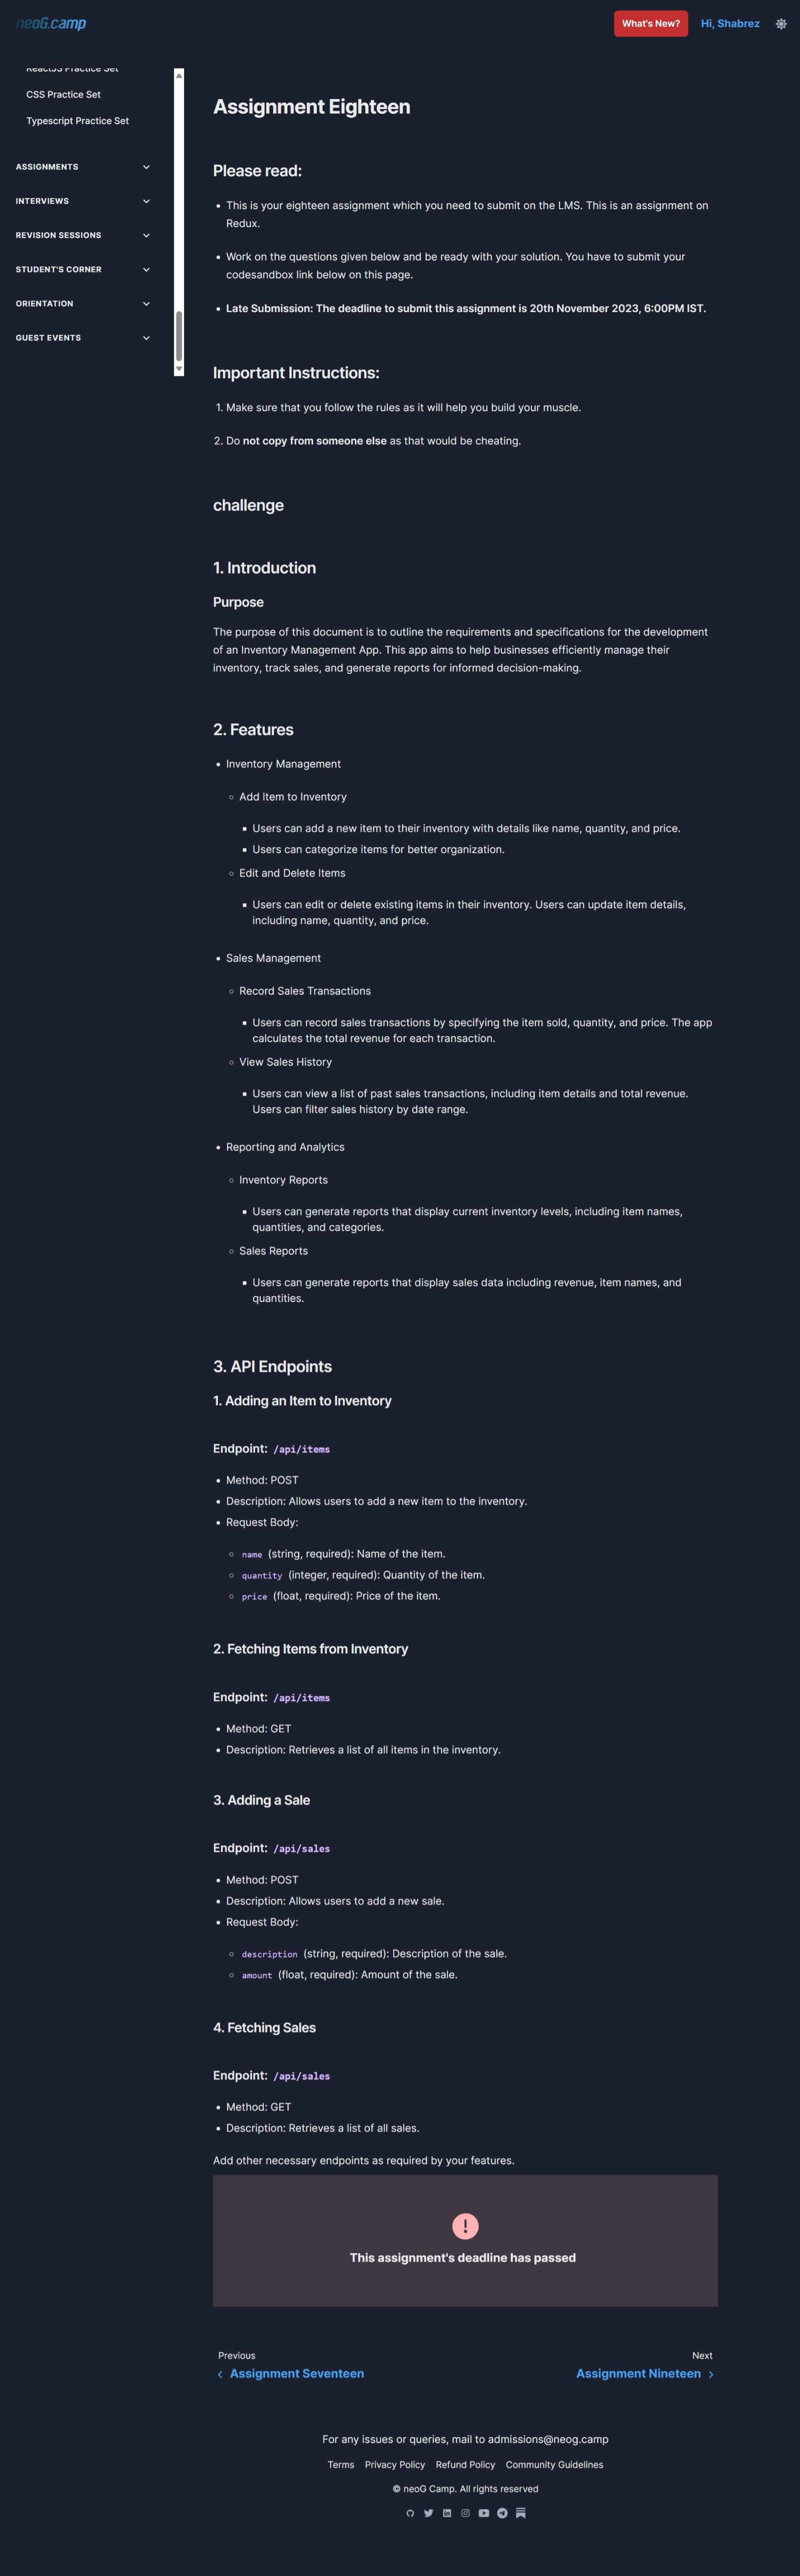 neoG.camp
What's New?
Hi, Shabrez
ReactJS Practice Set
CSS Practice Set
Typescript Practice Set
ASSIGNMENTS
INTERVIEWS
REVISION SESSIONS
STUDENT'S CORNER
ORIENTATION
GUEST EVENTS
Assignment Eighteen
Please read:
• This is your eighteen assignment which you need to submit on the LMS. This is an assignment on
Redux.
• Work on the questions given below and be ready with your solution. You have to submit your
codesandbox link below on this page.
• Late Submission: The deadline to submit this assignment is 20th November 2023, 6:00PM IST.
Important Instructions:
1. Make sure that you follow the rules as it will help you build your muscle.
2. Do not copy from someone else as that would be cheating.
challenge
1. Introduction
Purpose
The purpose of this document is to outline the requirements and specifications for the development
of an Inventory Management App. This app aims to help businesses efficiently manage their
inventory, track sales, and generate reports for informed decision-making.
2. Features
• Inventory Management
◦ Add Item to Inventory
▪ Users can add a new item to their inventory with details like name, quantity, and price.
▪ Users can categorize items for better organization.
◦ Edit and Delete Items
▪ Users can edit or delete existing items in their inventory. Users can update item details,
including name, quantity, and price.
• Sales Management
◦ Record Sales Transactions
▪ Users can record sales transactions by specifying the item sold, quantity, and price. The app
calculates the total revenue for each transaction.
◦ View Sales History
▪ Users can view a list of past sales transactions, including item details and total revenue.
Users can filter sales history by date range.
• Reporting and Analytics
◦ Inventory Reports
▪ Users can generate reports that display current inventory levels, including item names,
quantities, and categories.
◦ Sales Reports
▪ Users can generate reports that display sales data including revenue, item names, and
quantities.
3. API Endpoints
1. Adding an Item to Inventory
Endpoint: /api/items
• Method: POST
• Description: Allows users to add a new item to the inventory.
• Request Body:
◦ name (string, required): Name of the item.
◦ quantity (integer, required): Quantity of the item.
◦ price (float, required): Price of the item.
2. Fetching Items from Inventory
Endpoint: /api/items
• Method: GET
• Description: Retrieves a list of all items in the inventory.
3. Adding a Sale
Endpoint: /api/sales
• Method: POST
• Description: Allows users to add a new sale.
• Request Body:
◦ description (string, required): Description of the sale.
◦ amount (float, required): Amount of the sale.
4. Fetching Sales
Endpoint: /api/sales
• Method: GET
• Description: Retrieves a list of all sales.
Add other necessary endpoints as required by your features.
This assignment's deadline has passed
Previous
Assignment Seventeen
Next
Assignment Nineteen
For any issues or queries, mail to admissions@neog.camp
Terms Privacy Policy Refund Policy Community Guidelines
© neoG Camp. All rights reserved